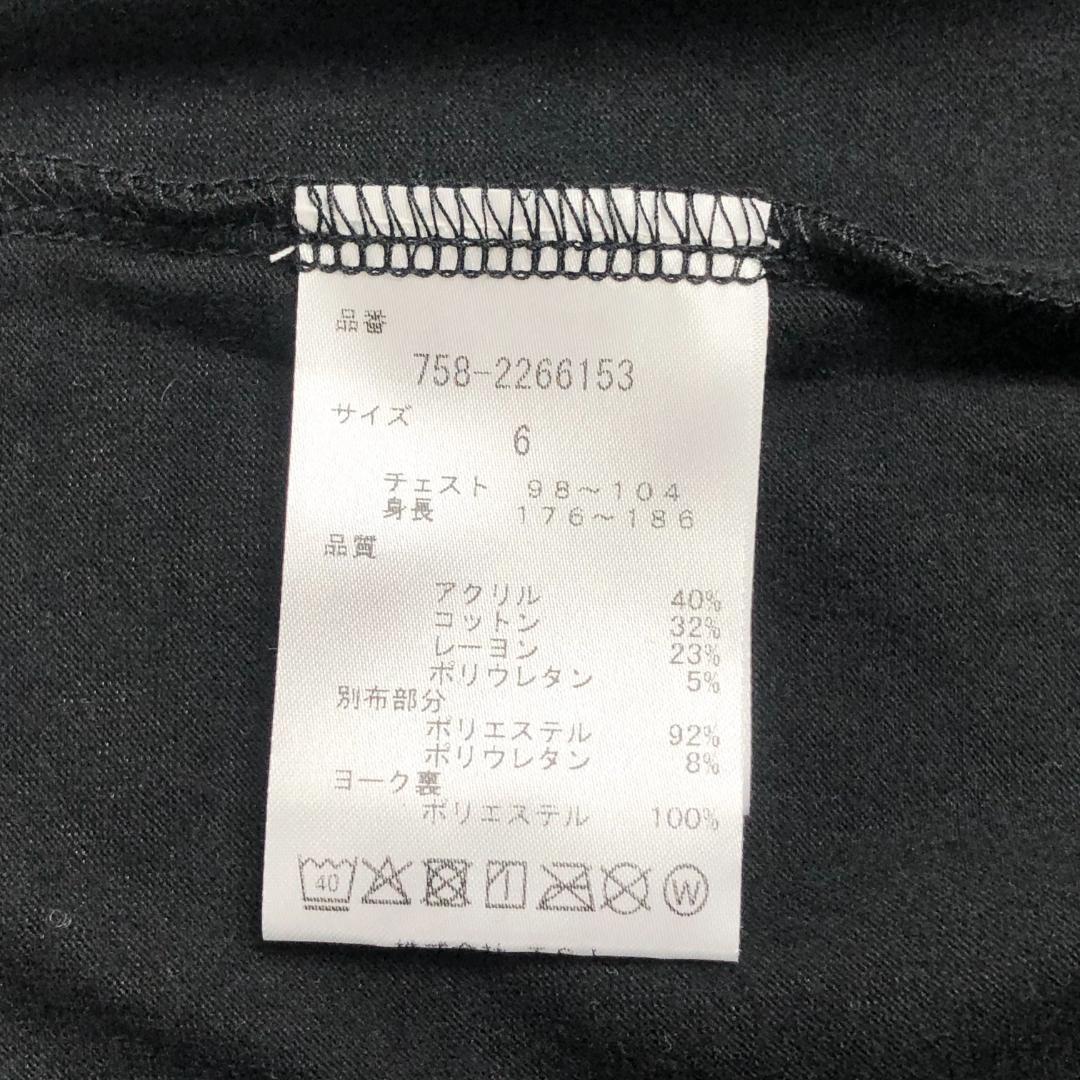 品番
758-2266153
サイズ
6
チェスト 98～104
身長 176～186
品質
アクリル 40%
コットン 32%
レーヨン 23%
ポリウレタン 5%
別布部分
ポリエステル 92%
ポリウレタン 8%
ヨーク裏
ポリエステル 100%
40
W